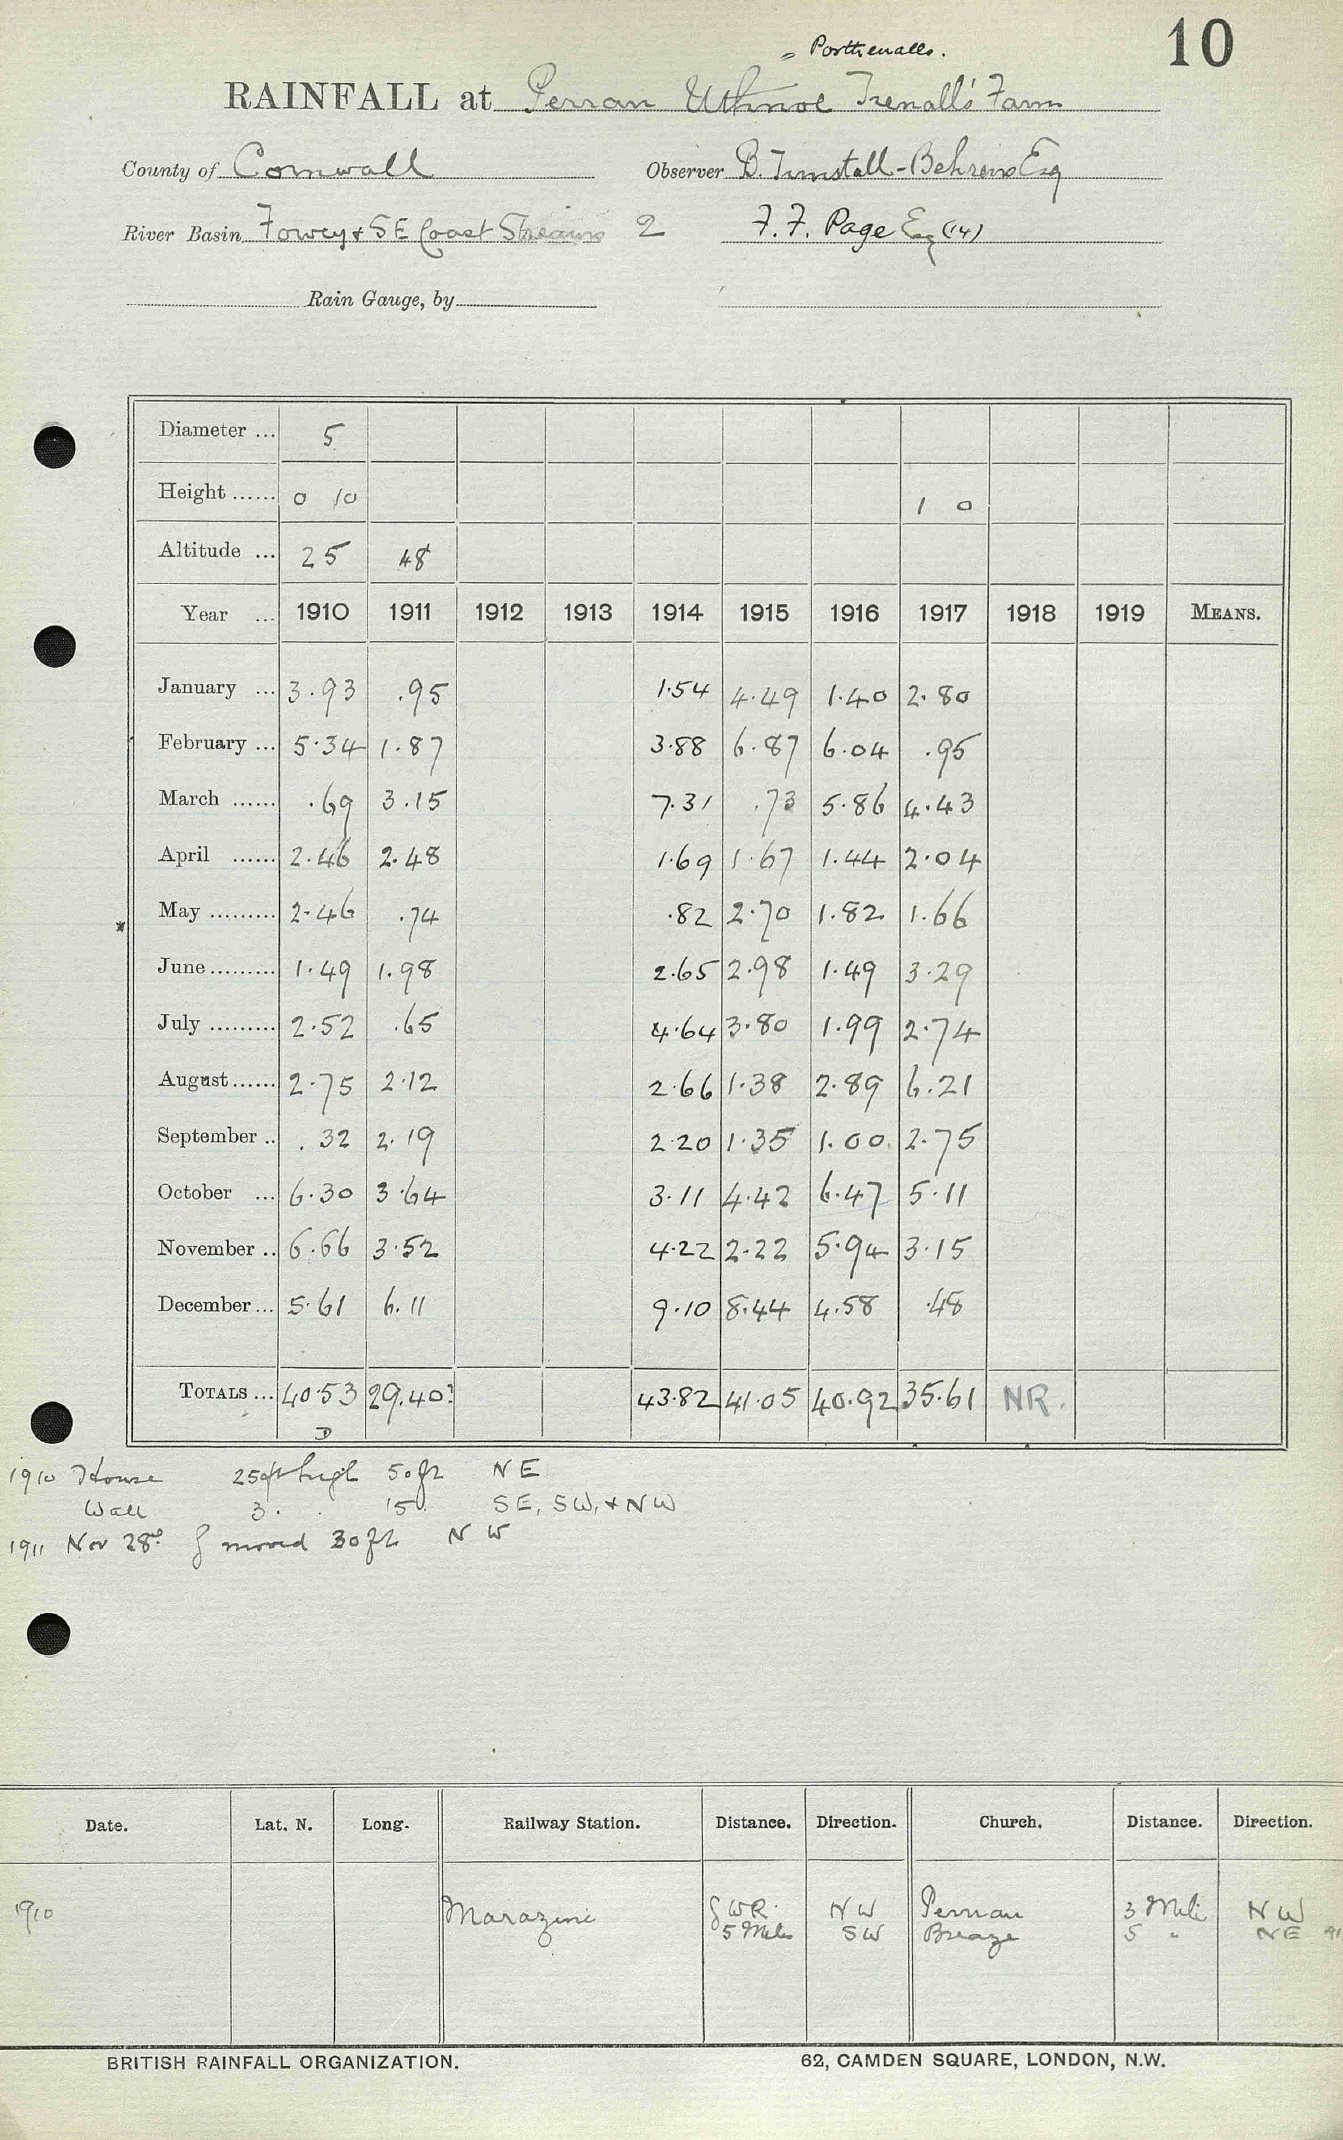 10
" Porthenalls.
RAINFALL at Perran Uthnoe Trenall's Farm
County of Cornwall Observer B. Tunstall-Behrens Esq
River Basin Fowey & SE Coast Streams 2 F.F. Page Esq (14)
Rain Gauge, by
Diameter ... 5
Height ...... 0 10 1 0
Altitude ... 25 48
Year ... 1910 1911 1912 1913 1914 1915 1916 1917 1918 1919 MEANS.
January ... 3.93 .95 1.54 4.49 1.40 2.80
February ... 5.34 1.87 3.88 6.87 6.04 .95
March ...... .69 3.15 7.31 .73 5.86 4.43
April ...... 2.46 2.48 1.69 1.67 1.44 2.04
May ......... 2.46 .74 .82 2.70 1.82 1.66
June ......... 1.49 1.98 2.65 2.98 1.49 3.29
July ......... 2.52 .65 4.64 3.80 1.99 2.74
August ...... 2.75 2.12 2.66 1.38 2.89 6.21
September .. .32 2.19 2.20 1.35 1.00 2.75
October ... 6.30 3.64 3.11 4.42 6.47 5.11
November .. 6.66 3.52 4.22 2.22 5.94 3.15
December ... 5.61 6.11 9.10 8.44 4.58 .48
TOTALS ... 40.53 29.40? 43.82 41.05 40.92 35.61 NR.
D
1910 House 25ft high 50ft NE
Wall 3. 15 SE, SW, & NW
1911 Nov 28th g moved 30ft NW
Date. Lat. N. Long. Railway Station. Distance. Direction. Church. Distance. Direction.
1910 Marazine GWR. NW Perran 3 Mile NW
5 Miles SW Breage 5 " NE
BRITISH RAINFALL ORGANIZATION. 62, CAMDEN SQUARE, LONDON, N.W.